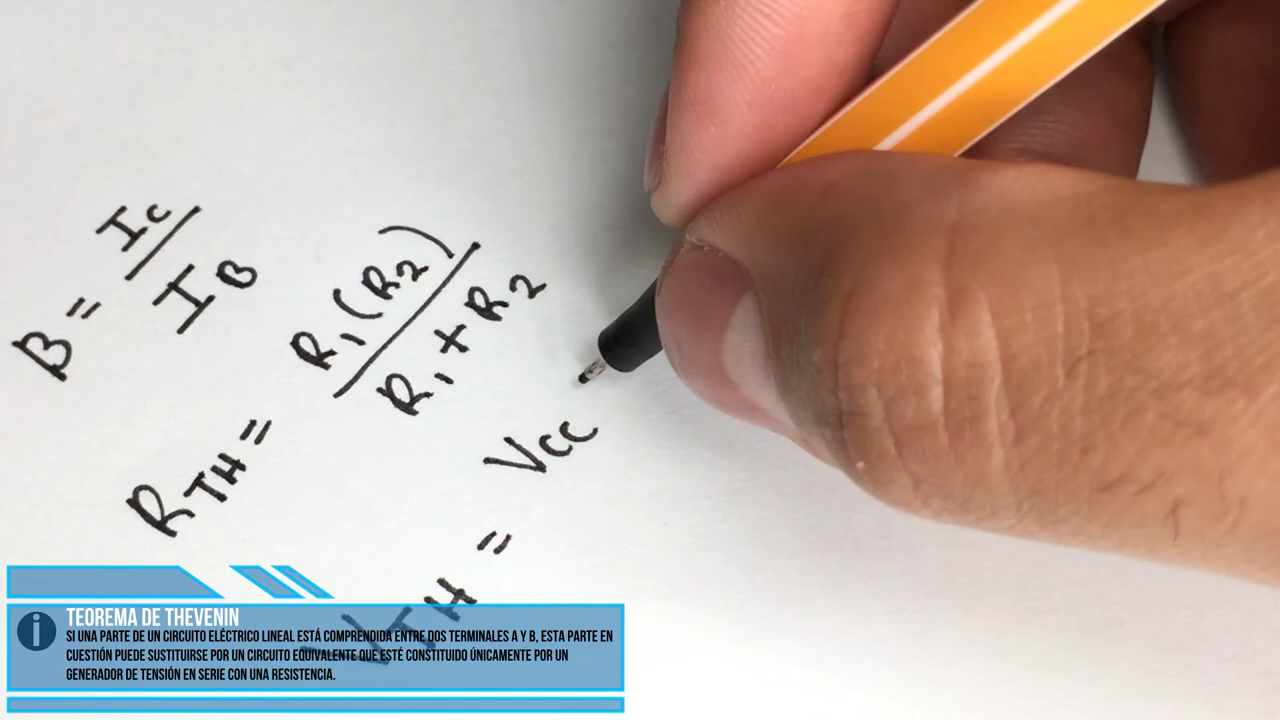 B = Ic / IB
RTH = R1(R2) / R1 + R2
VTH = Vcc
TEOREMA DE THEVENIN
SI UNA PARTE DE UN CIRCUITO ELÉCTRICO LINEAL ESTÁ COMPRENDIDA ENTRE DOS TERMINALES A Y B, ESTA PARTE EN
CUESTIÓN PUEDE SUSTITUIRSE POR UN CIRCUITO EQUIVALENTE QUE ESTÉ CONSTITUIDO ÚNICAMENTE POR UN
GENERADOR DE TENSIÓN EN SERIE CON UNA RESISTENCIA.